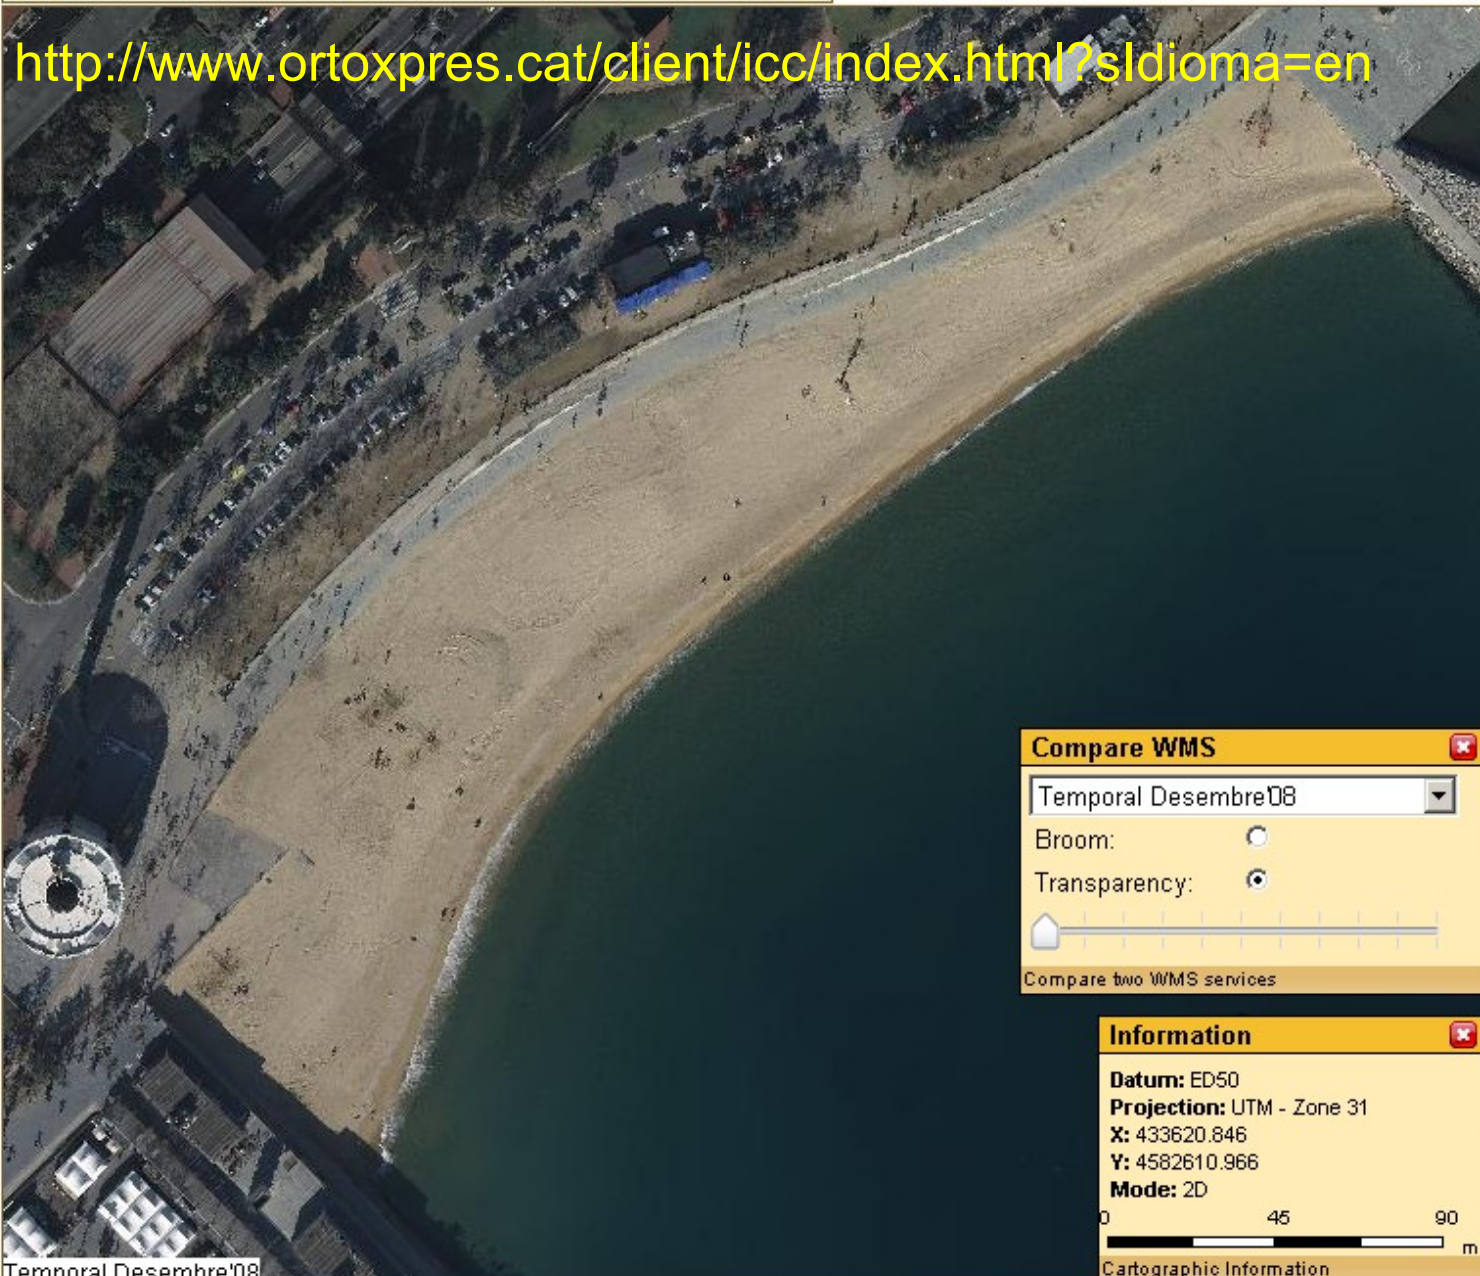 http://www.ortoxpres.cat/client/icc/index.html?sIdioma=en
Compare WMS
Temporal Desembre'08
Broom:
Transparency:
Compare two WMS services
Information
Datum: ED50
Projection: UTM - Zone 31
X: 433620.846
Y: 4582610.966
Mode: 2D
0 45 90
m
Cartographic Information
Temporal Desembre'08